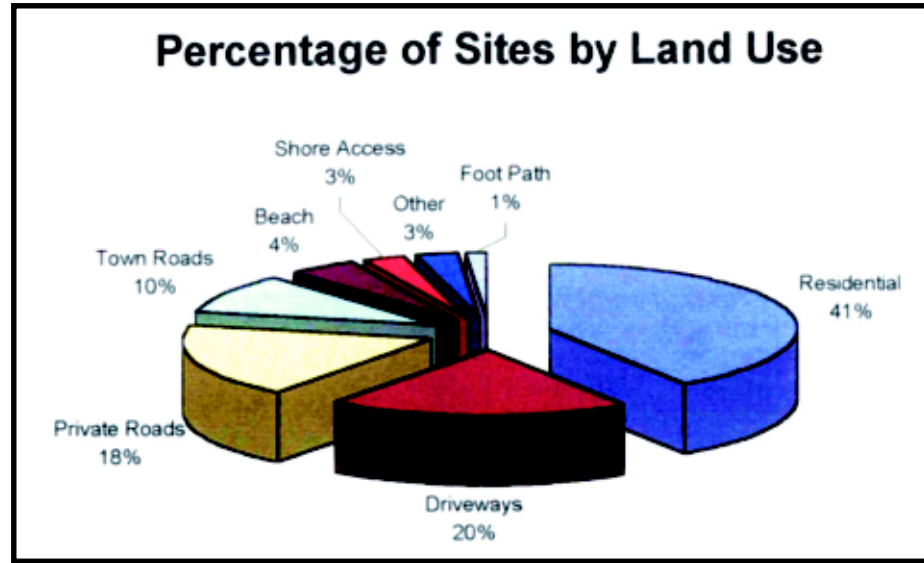 Percentage of Sites by Land Use
Shore Access
3%
Foot Path
1%
Beach
4%
Other
3%
Town Roads
10%
Residential
41%
Private Roads
18%
Driveways
20%